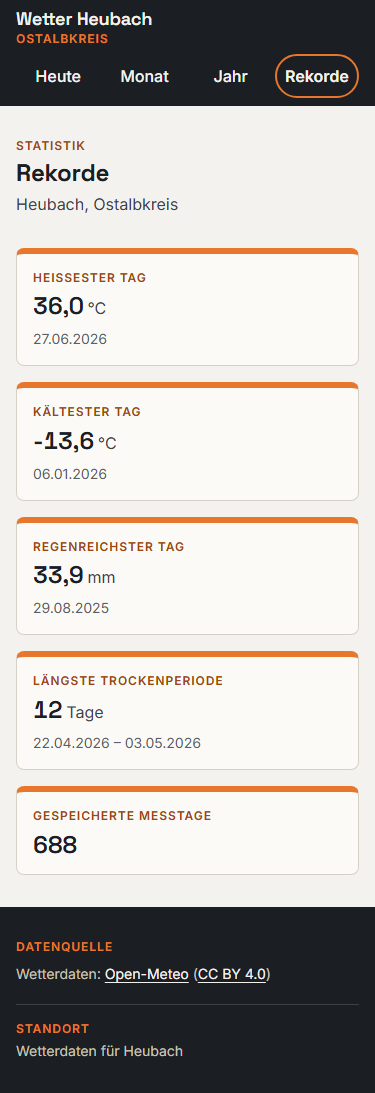 Wetter Heubach
OSTALBKREIS
Heute Monat Jahr Rekorde
STATISTIK
Rekorde
Heubach, Ostalbkreis
HEISSESTER TAG
36,0 °C
27.06.2026
KÄLTESTER TAG
-13,6 °C
06.01.2026
REGENREICHSTER TAG
33,9 mm
29.08.2025
LÄNGSTE TROCKENPERIODE
12 Tage
22.04.2026 – 03.05.2026
GESPEICHERTE MESSTAGE
688
DATENQUELLE
Wetterdaten: Open-Meteo (CC BY 4.0)
STANDORT
Wetterdaten für Heubach